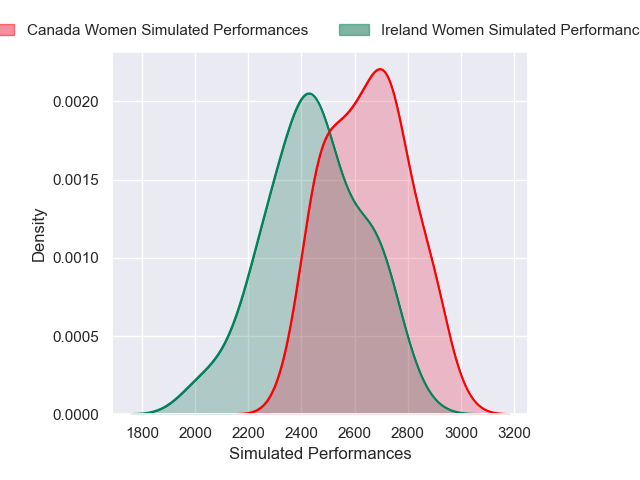 Canada Women Simulated Performances Ireland Women Simulated Performanc
0.0020
0.0015
0.0010
0.0005
0.0000
Density
1800 2000 2200 2400 2600 2800 3000 3200
Simulated Performances